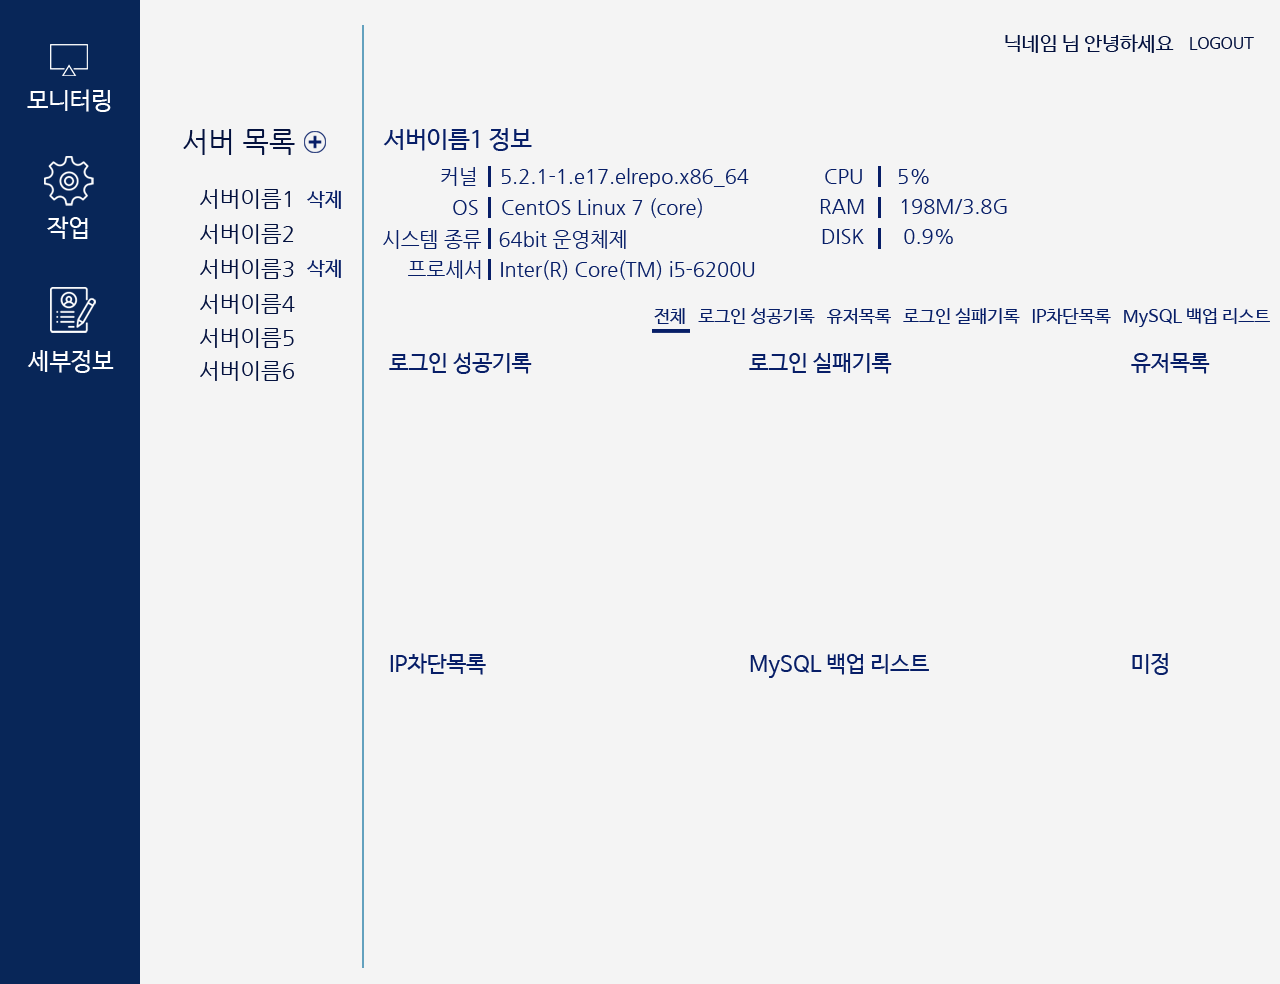 닉네임 님 안녕하세요 LOGOUT
모니터링
작업
세부정보
서버 목록
서버이름1 삭제
서버이름2
서버이름3 삭제
서버이름4
서버이름5
서버이름6
서버이름1 정보
커널 5.2.1-1.e17.elrepo.x86_64
OS CentOS Linux 7 (core)
시스템 종류 64bit 운영체제
프로세서 Inter(R) Core(TM) i5-6200U
CPU 5%
RAM 198M/3.8G
DISK 0.9%
전체 로그인 성공기록 유저목록 로그인 실패기록 IP차단목록 MySQL 백업 리스트
로그인 성공기록 로그인 실패기록 유저목록
IP차단목록 MySQL 백업 리스트 미정